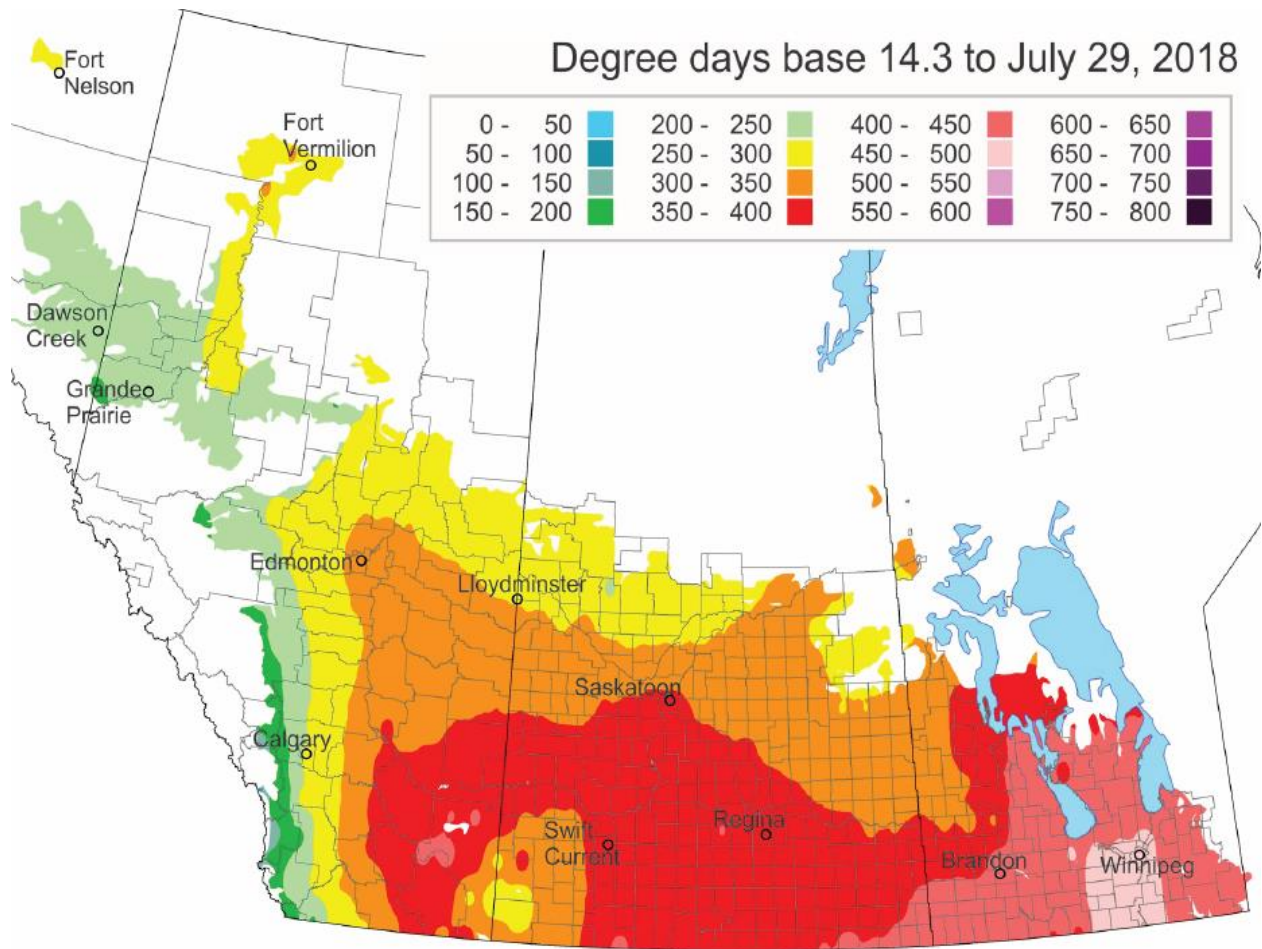 Degree days base 14.3 to July 29, 2018
0 - 50 200 - 250 400 - 450 600 - 650
50 - 100 250 - 300 450 - 500 650 - 700
100 - 150 300 - 350 500 - 550 700 - 750
150 - 200 350 - 400 550 - 600 750 - 800
Fort
Nelson
Fort
Vermilion
Dawson
Creek
Grande
Prairie
Edmonton
Lloydminster
Saskatoon
Calgary
Swift
Current
Regina
Brandon
Winnipeg